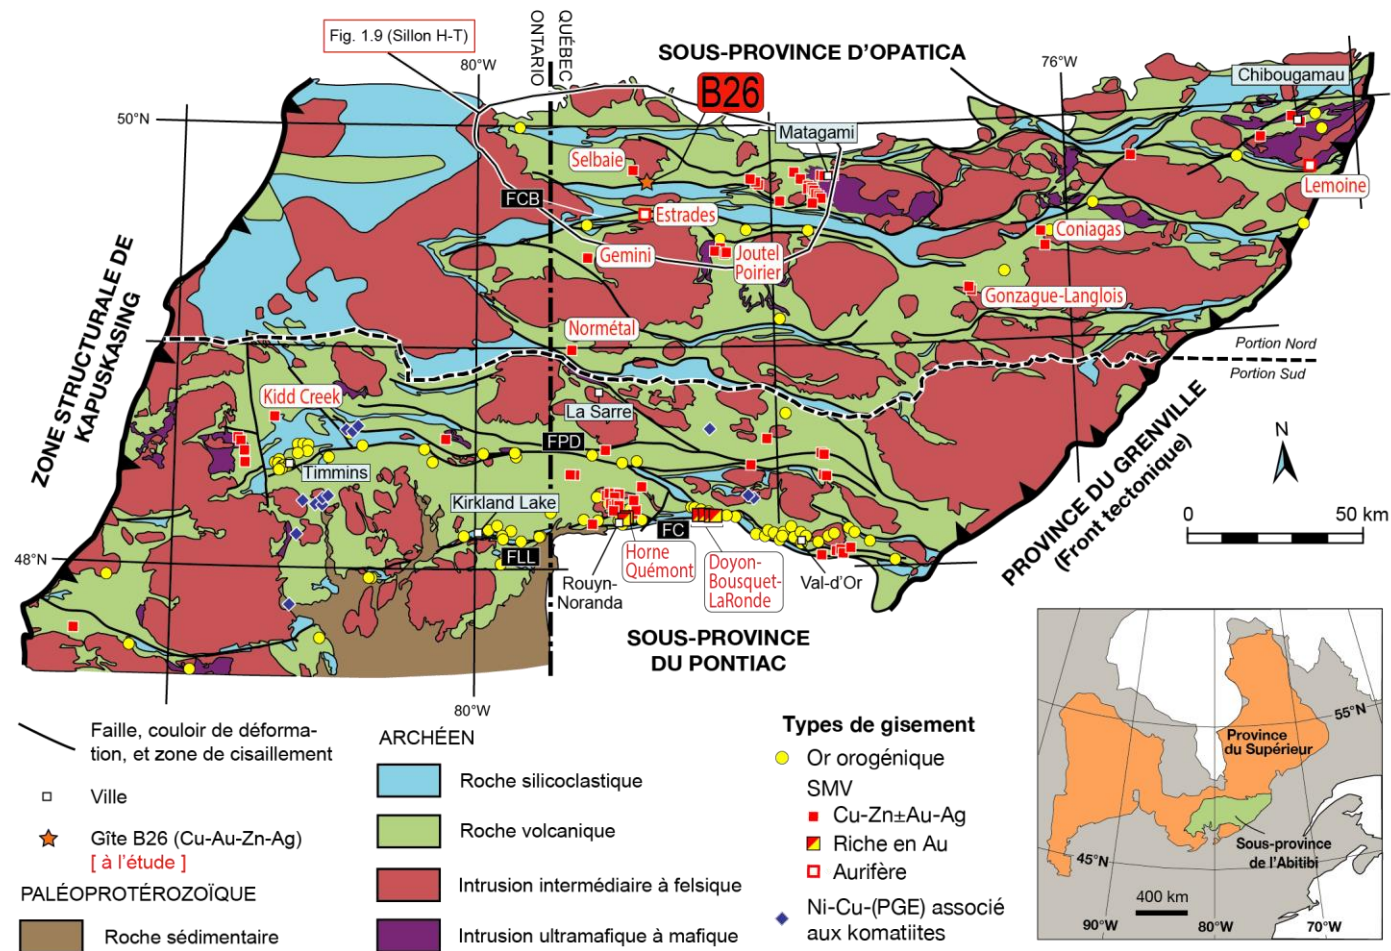 Fig. 1.9 (Sillon H-T)
ONTARIO
QUÉBEC
SOUS-PROVINCE D'OPATICA
80°W
76°W
Chibougamau
B26
50°N
Matagami
Selbaie
Lemoine
FCB
Estrades
Coniagas
Gemini
Joutel
Poirier
Gonzague-Langlois
ZONE STRUCTURALE DE
KAPUSKASING
Normétal
Portion Nord
Portion Sud
Kidd Creek
La Sarre
FPD
PROVINCE DU GRENVILLE
(Front tectonique)
N
Timmins
Kirkland Lake
0
50 km
FC
FLL
48°N
Horne
Quémont
Doyon-
Bousquet-
LaRonde
Rouyn-
Noranda
Val-d'Or
SOUS-PROVINCE
DU PONTIAC
80°W
Faille, couloir de déforma-
tion, et zone de cisaillement
Ville
Gîte B26 (Cu-Au-Zn-Ag)
[ à l'étude ]
PALÉOPROTÉROZOÏQUE
Roche sédimentaire
ARCHÉEN
Roche silicoclastique
Roche volcanique
Intrusion intermédiaire à felsique
Intrusion ultramafique à mafique
Types de gisement
Or orogénique
SMV
Cu-Zn±Au-Ag
Riche en Au
Aurifère
Ni-Cu-(PGE) associé
aux komatiites
55°N
Province
du Supérieur
Sous-province
de l'Abitibi
45°N
400 km
90°W
80°W
70°W